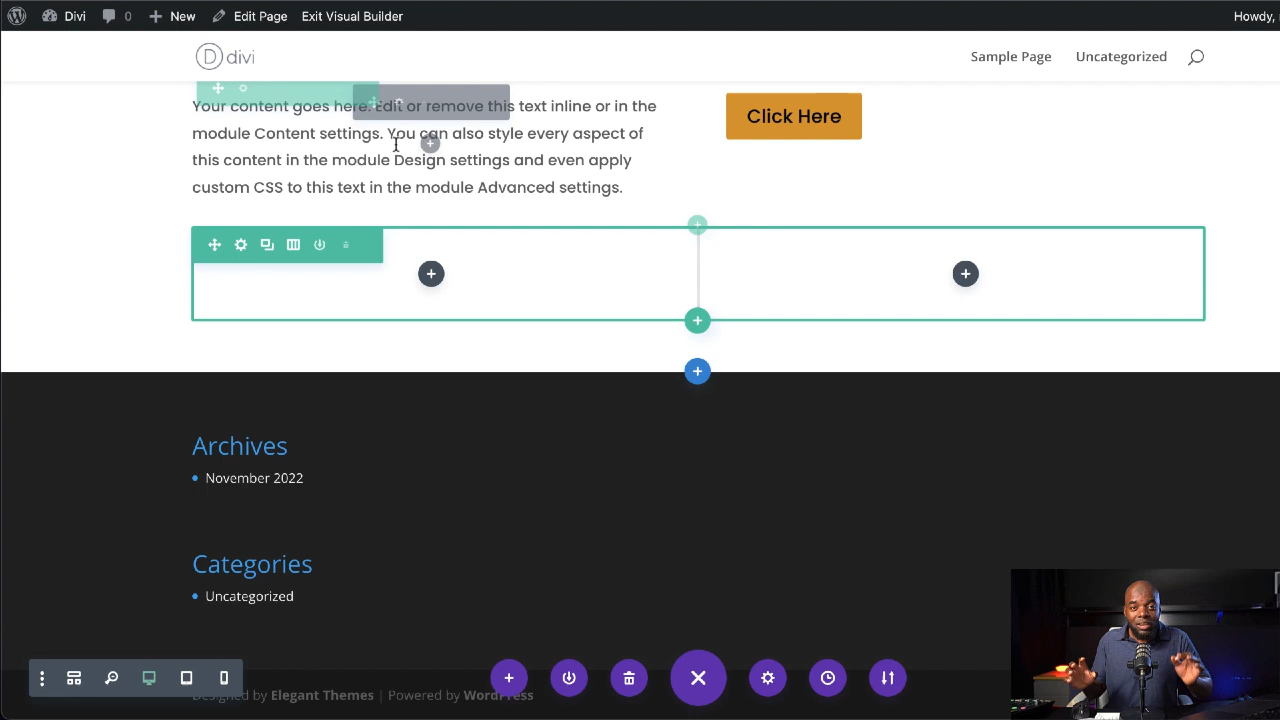 Divi 0 New Edit Page Exit Visual Builder Howdy,
divi Sample Page Uncategorized
Your content goes here. Edit or remove this text inline or in the
module Content settings. You can also style every aspect of
this content in the module Design settings and even apply
custom CSS to this text in the module Advanced settings.
Click Here
Archives
November 2022
Categories
Uncategorized
Designed by Elegant Themes | Powered by WordPress